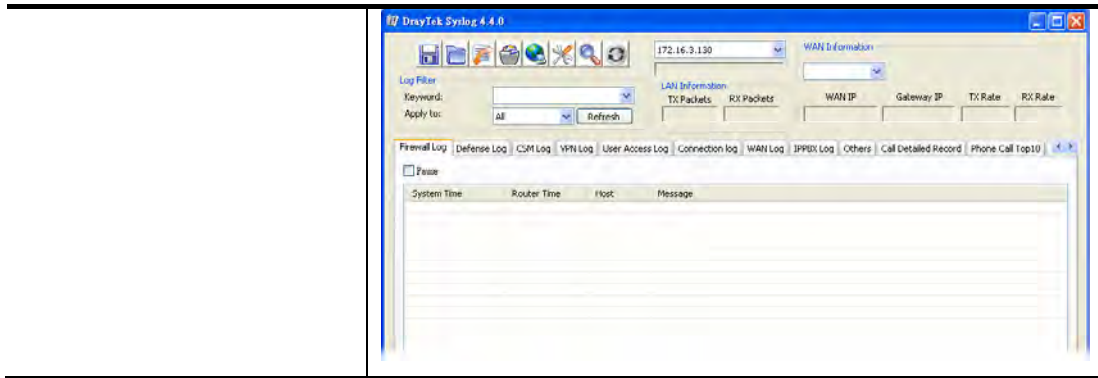 DrayTek Syslog 4.4.0
172.16.3.130
WAN Information
Log Filter
LAN Information
Keyword:
TX Packets RX Packets
WAN IP Gateway IP TX Rate RX Rate
Apply to: All Refresh
Firewall Log Defense Log CSM Log VPN Log User Access Log Connection log WAN Log IPPBX Log Others Call Detailed Record Phone Call Top10
Pause
System Time Router Time Host Message